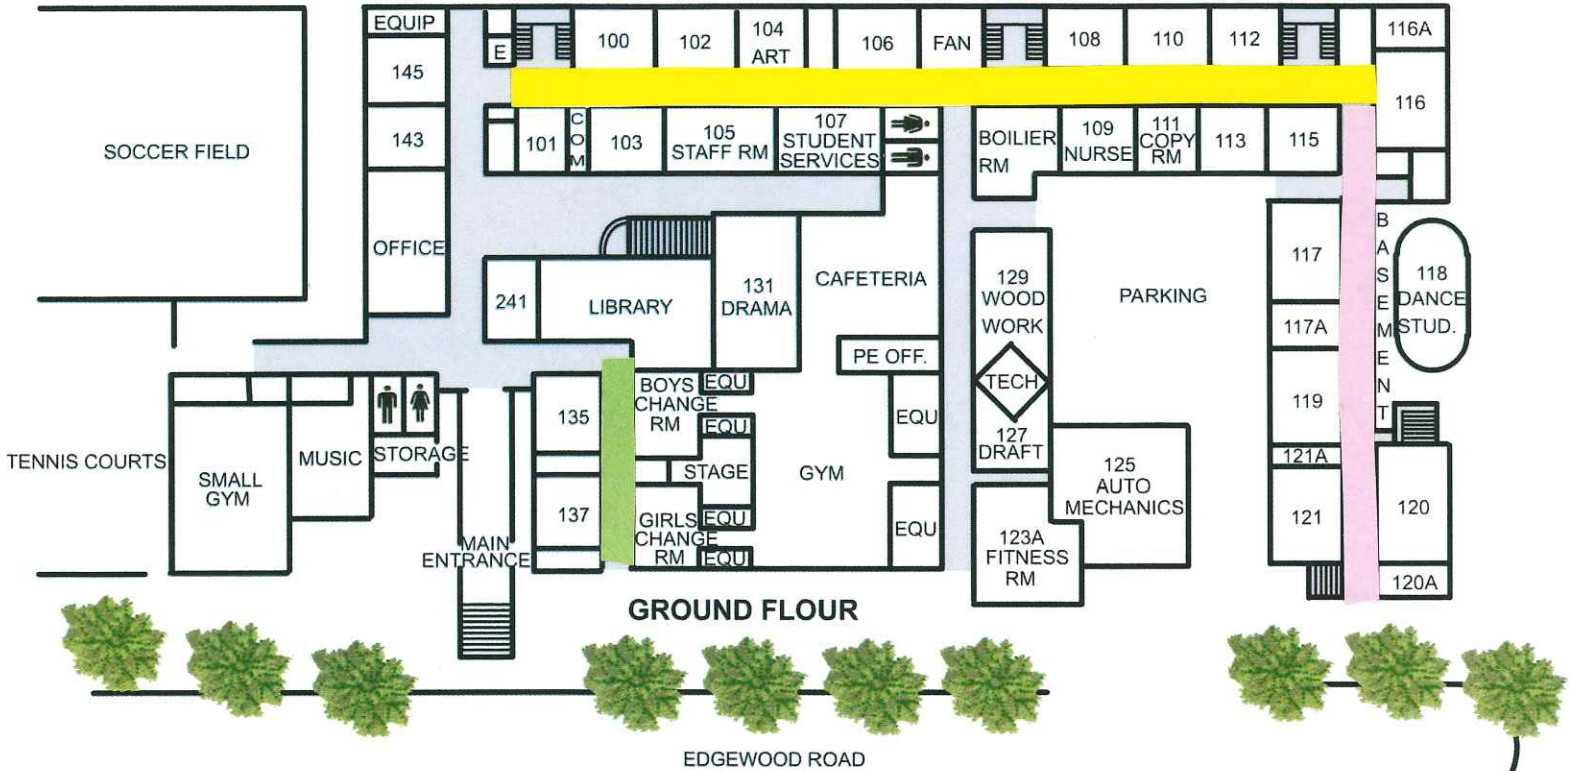 EQUIP
145
143
OFFICE
SOCCER FIELD
E
100
102
104
ART
106
FAN
108
110
112
116A
116
101
COM
103
105
STAFF RM
107
STUDENT
SERVICES
BOILIER
RM
109
NURSE
111
COPY
RM
113
115
241
LIBRARY
131
DRAMA
CAFETERIA
PE OFF.
129
WOOD
WORK
TECH
127
DRAFT
PARKING
117
117A
119
121A
121
BASEMENT
118
DANCE
STUD.
120
120A
TENNIS COURTS
SMALL
GYM
MUSIC
STORAGE
MAIN
ENTRANCE
135
137
BOYS
CHANGE
RM
EQU
EQU
STAGE
GIRLS
CHANGE
RM
EQU
EQU
GYM
EQU
EQU
125
AUTO
MECHANICS
123A
FITNESS
RM
GROUND FLOUR
EDGEWOOD ROAD